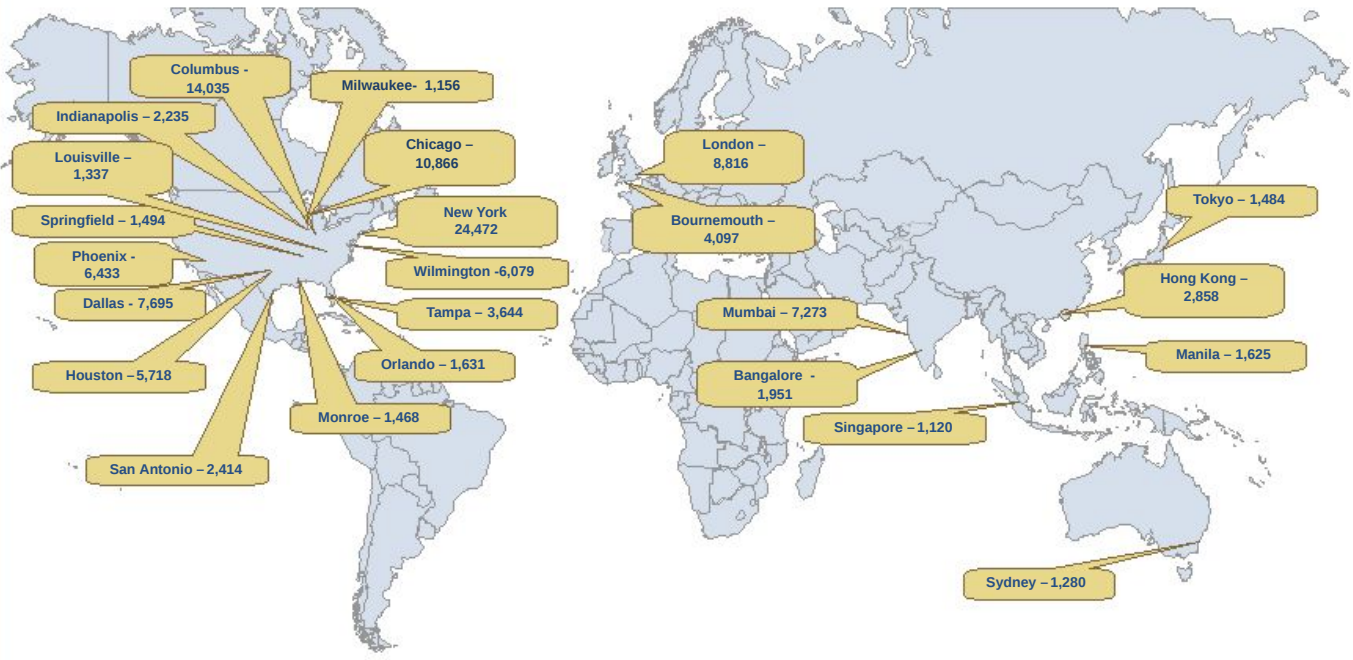 Columbus -
14,035
Milwaukee-  1,156
Indianapolis – 2,235
Chicago –
10,866
Louisville –
1,337
London –
8,816
Tokyo – 1,484
Springfield – 1,494
New York
24,472
Bournemouth –
4,097
Phoenix -
6,433
Wilmington -6,079
Hong Kong –
2,858
Dallas - 7,695
Tampa – 3,644
Mumbai – 7,273
Manila – 1,625
Houston –5,718
Orlando – 1,631
Bangalore  -
1,951
Monroe – 1,468
Singapore – 1,120
San Antonio – 2,414
Sydney – 1,280